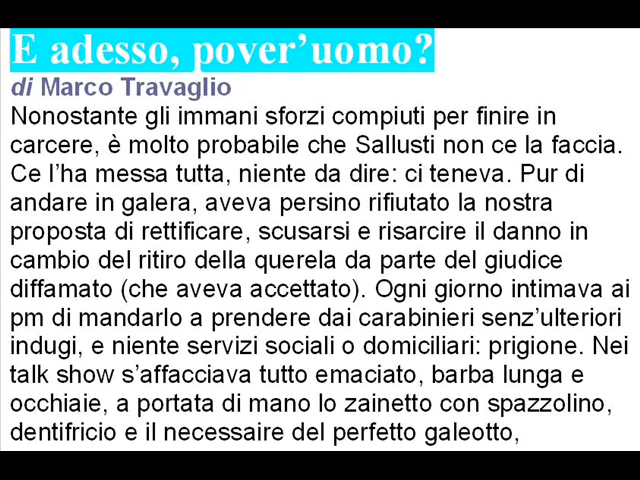 E adesso, pover’uomo?
di Marco Travaglio
Nonostante gli immani sforzi compiuti per finire in
carcere, è molto probabile che Sallusti non ce la faccia.
Ce l’ha messa tutta, niente da dire: ci teneva. Pur di
andare in galera, aveva persino rifiutato la nostra
proposta di rettificare, scusarsi e risarcire il danno in
cambio del ritiro della querela da parte del giudice
diffamato (che aveva accettato). Ogni giorno intimava ai
pm di mandarlo a prendere dai carabinieri senz’ulteriori
indugi, e niente servizi sociali o domiciliari: prigione. Nei
talk show s’affacciava tutto emaciato, barba lunga e
occhiaie, a portata di mano lo zainetto con spazzolino,
dentifricio e il necessaire del perfetto galeotto,